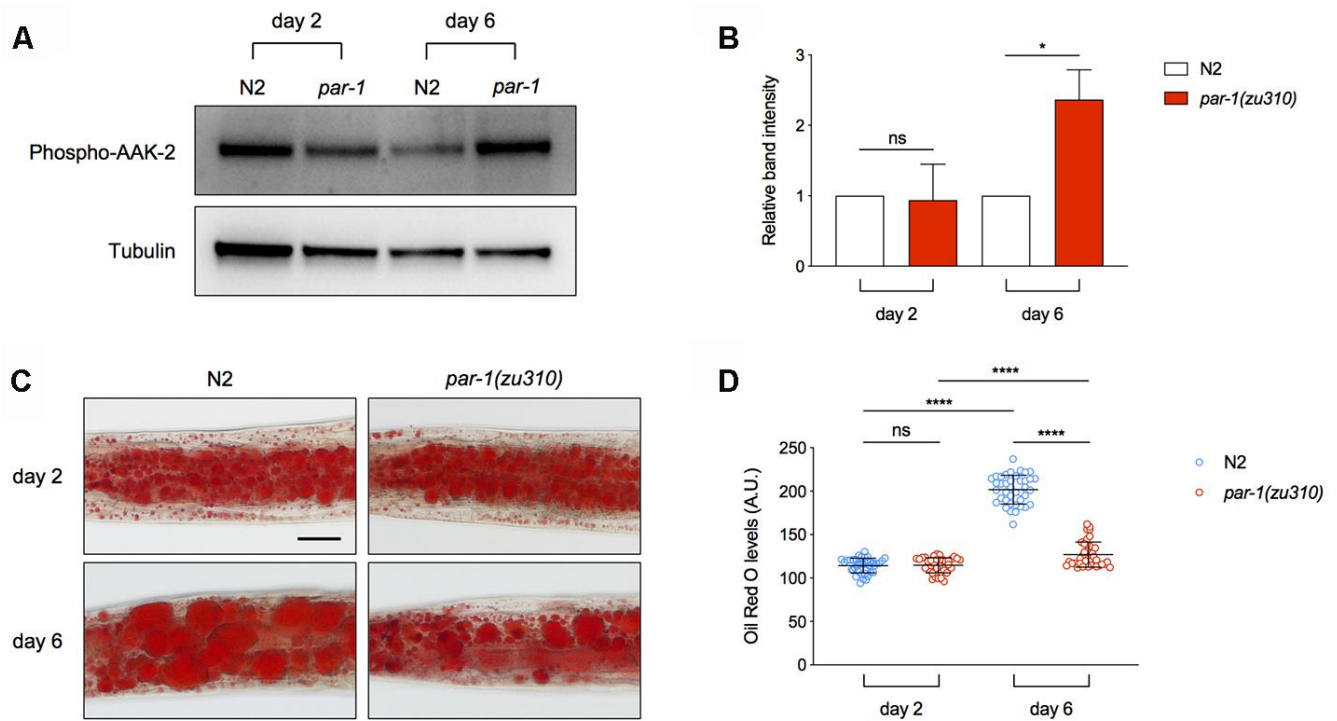 A
day 2
day 6
N2
par-1
N2
par-1
Phospho-AAK-2
Tubulin
B
Relative band intensity
3
2
1
0
ns
*
day 2
day 6
N2
par-1(zu310)
C
N2
par-1(zu310)
day 2
day 6
D
Oil Red O levels (A.U.)
250
200
150
100
50
0
****
****
ns
****
day 2
day 6
N2
par-1(zu310)